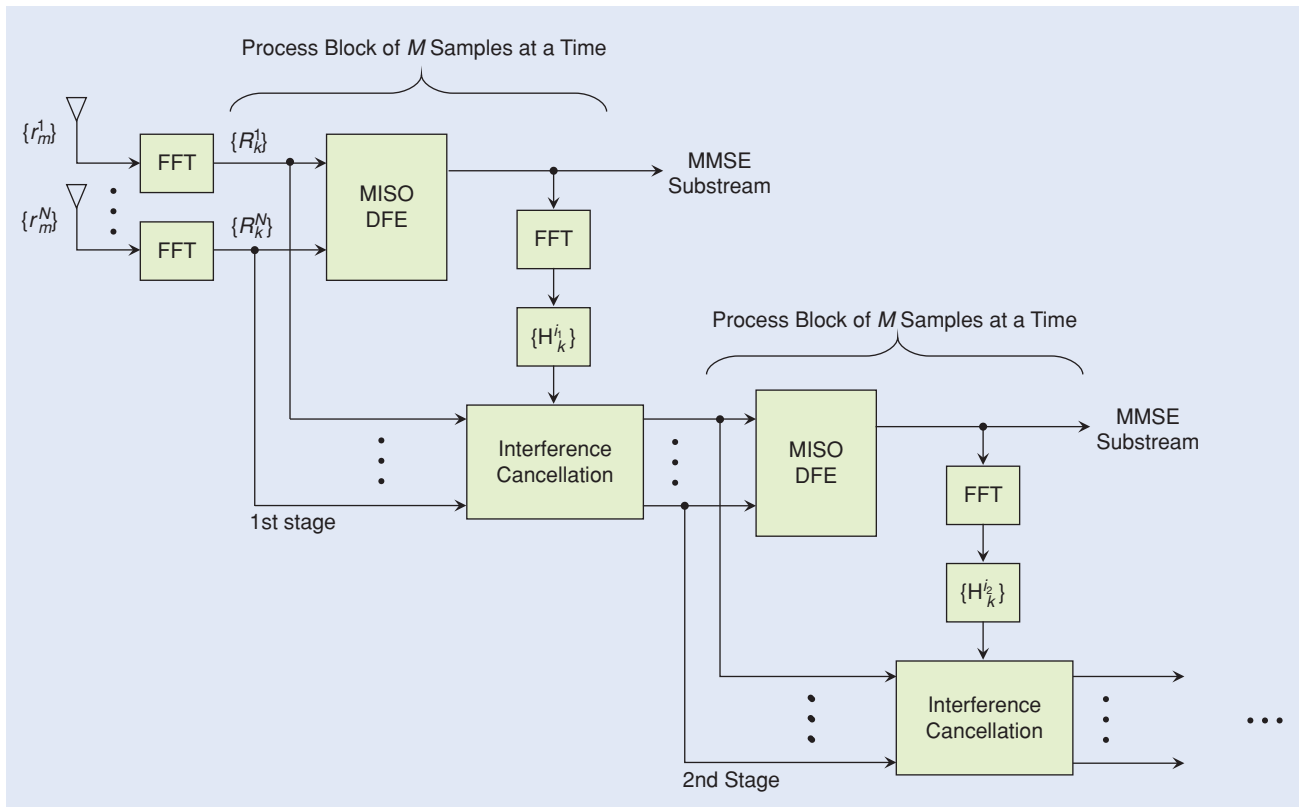 Process Block of M Samples at a Time
{r_m^1}
FFT
{R_k^1}
MISO
DFE
MMSE
Substream
{r_m^N}
FFT
{R_k^N}
FFT
{H_k^{i_1}}
Process Block of M Samples at a Time
Interference
Cancellation
1st stage
MISO
DFE
MMSE
Substream
FFT
{H_k^{i_2}}
Interference
Cancellation
2nd Stage